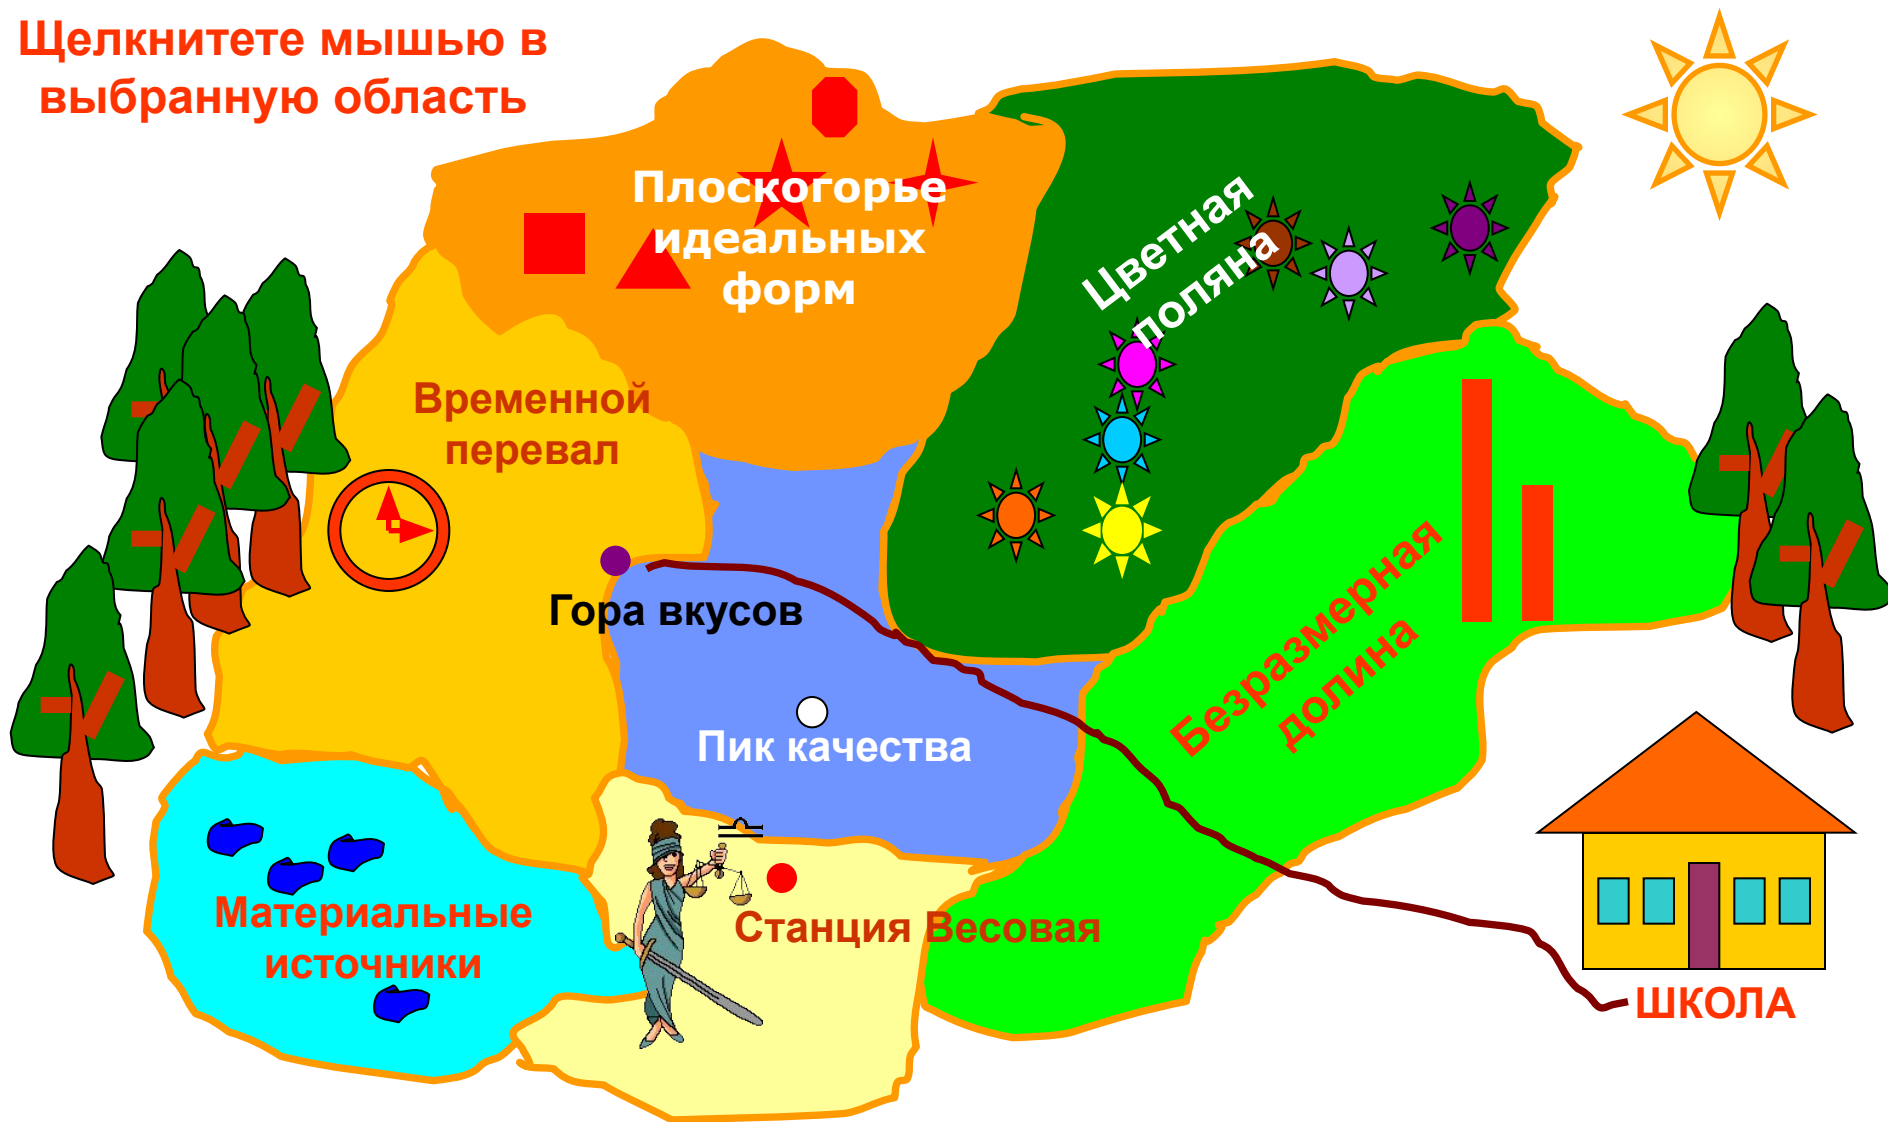 Щелкнитете мышью в
выбранную область
Плоскогорье
идеальных
форм
Цветная
поляна
Временной
перевал
Гора вкусов
Безразмерная
долина
Пик качества
Материальные
источники
Станция Весовая
ШКОЛА